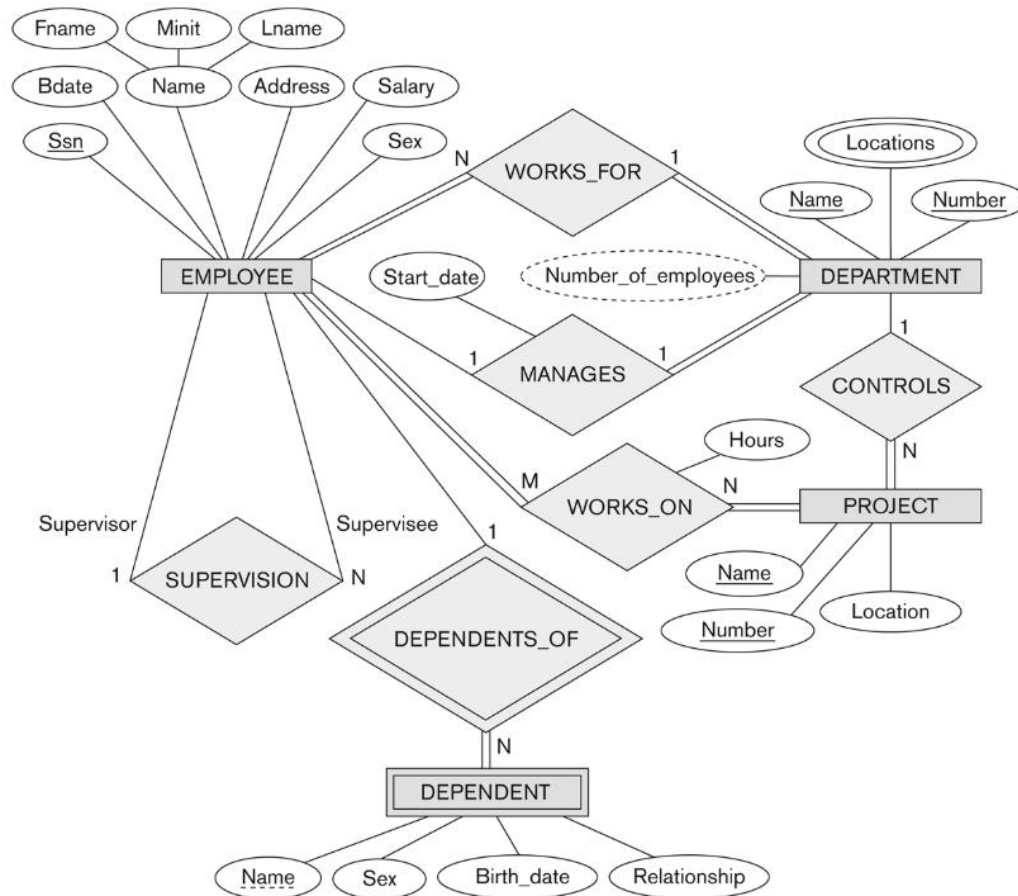 Fname
Minit
Lname
Bdate
Name
Address
Salary
Ssn
Sex
N
WORKS_FOR
1
Locations
Name
Number
EMPLOYEE
Start_date
Number_of_employees
DEPARTMENT
1
MANAGES
1
1
CONTROLS
N
Hours
M
WORKS_ON
N
PROJECT
Name
Number
Location
Supervisor
Supervisee
1
SUPERVISION
N
1
DEPENDENTS_OF
N
DEPENDENT
Name
Sex
Birth_date
Relationship